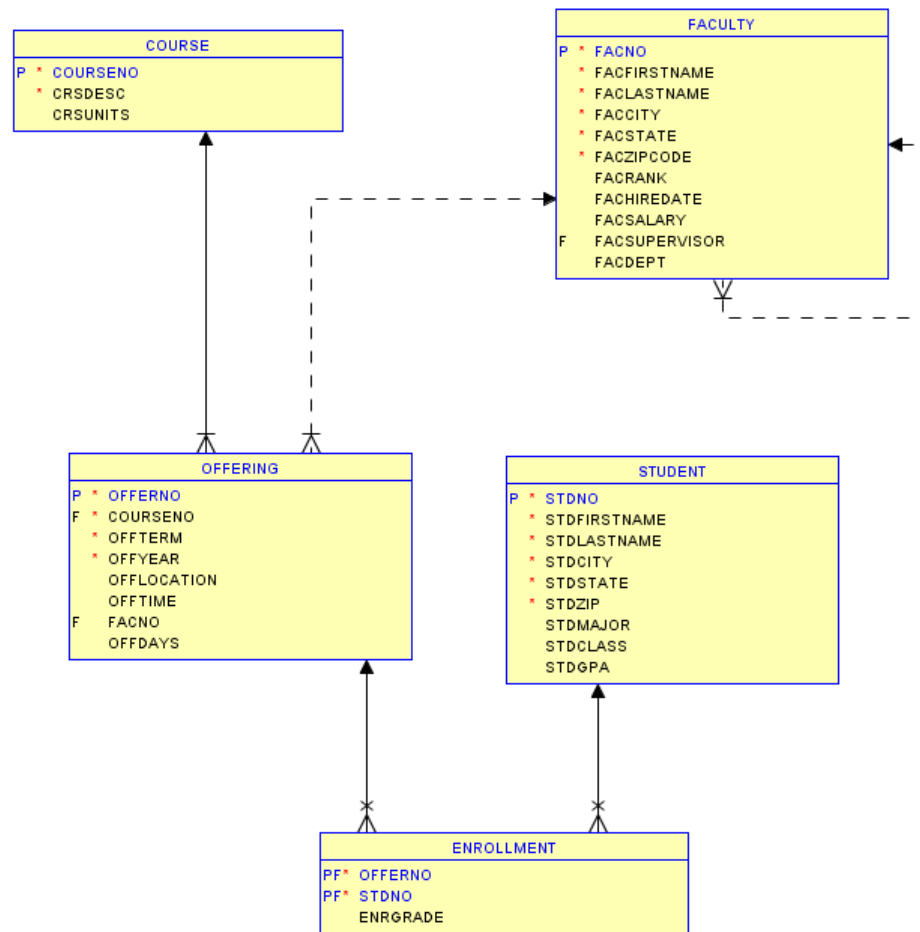 COURSE
P * COURSENO
* CRSDESC
CRSUNITS
FACULTY
P * FACNO
* FACFIRSTNAME
* FACLASTNAME
* FACCITY
* FACSTATE
* FACZIPCODE
FACRANK
FACHIREDATE
FACSALARY
F FACSUPERVISOR
FACDEPT
OFFERING
P * OFFERNO
F * COURSENO
* OFFTERM
* OFFYEAR
OFFLOCATION
OFFTIME
F FACNO
OFFDAYS
STUDENT
P * STDNO
* STDFIRSTNAME
* STDLASTNAME
* STDCITY
* STDSTATE
* STDZIP
STDMAJOR
STDCLASS
STDGPA
ENROLLMENT
PF* OFFERNO
PF* STDNO
ENRGRADE